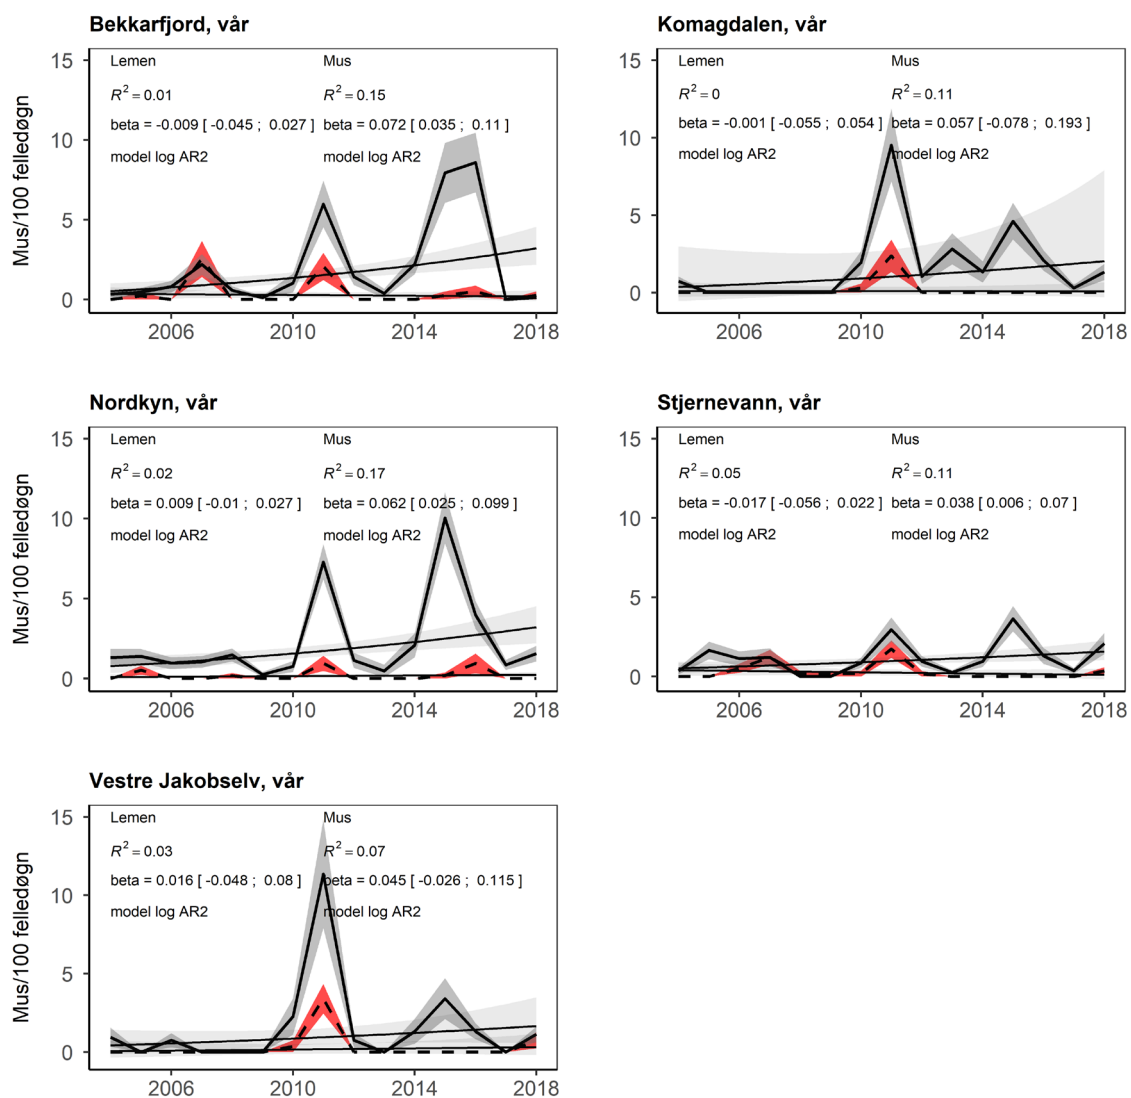 Bekkarfjord, vår
Mus/100 felledøgn
15
10
5
0
Lemen Mus
R² = 0.01 R² = 0.15
beta = -0.009 [ -0.045 ; 0.027 ] beta = 0.072 [ 0.035 ; 0.11 ]
model log AR2 model log AR2
2006 2010 2014 2018
Komagdalen, vår
15
10
5
0
Lemen Mus
R² = 0 R² = 0.11
beta = -0.001 [ -0.055 ; 0.054 ] beta = 0.057 [ -0.078 ; 0.193 ]
model log AR2 model log AR2
2006 2010 2014 2018
Nordkyn, vår
Mus/100 felledøgn
15
10
5
0
Lemen Mus
R² = 0.02 R² = 0.17
beta = 0.009 [ -0.01 ; 0.027 ] beta = 0.062 [ 0.025 ; 0.099 ]
model log AR2 model log AR2
2006 2010 2014 2018
Stjernevann, vår
15
10
5
0
Lemen Mus
R² = 0.05 R² = 0.11
beta = -0.017 [ -0.056 ; 0.022 ] beta = 0.038 [ 0.006 ; 0.07 ]
model log AR2 model log AR2
2006 2010 2014 2018
Vestre Jakobselv, vår
Mus/100 felledøgn
15
10
5
0
Lemen Mus
R² = 0.03 R² = 0.07
beta = 0.016 [ -0.048 ; 0.08 ] beta = 0.045 [ -0.026 ; 0.115 ]
model log AR2 model log AR2
2006 2010 2014 2018